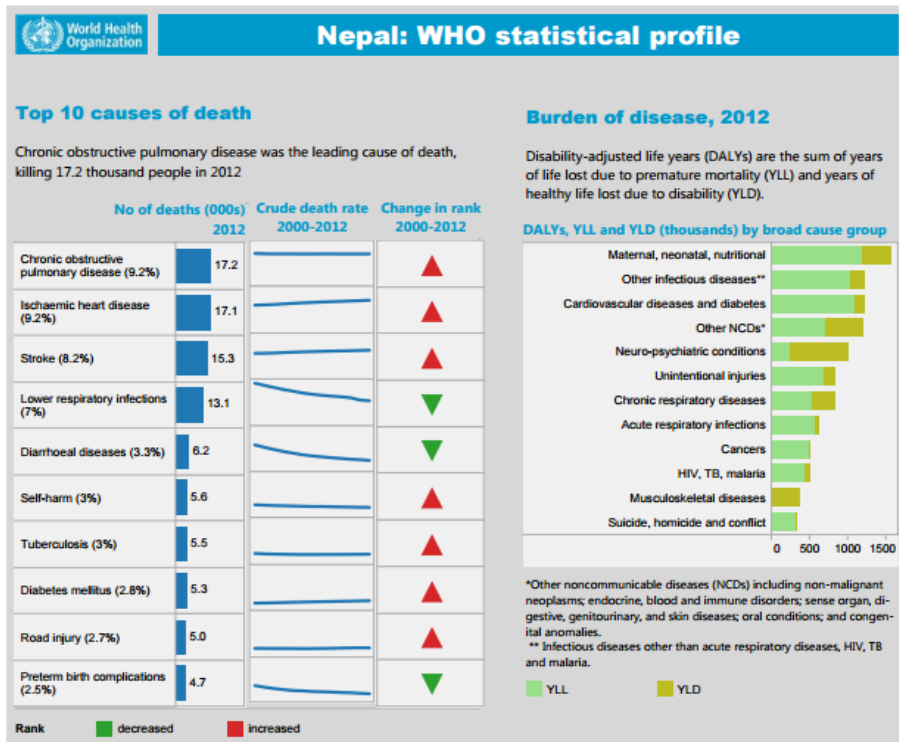 World Health
Organization
Nepal: WHO statistical profile
Top 10 causes of death
Chronic obstructive pulmonary disease was the leading cause of death,
killing 17.2 thousand people in 2012
No of deaths (000s)
2012
Crude death rate
2000-2012
Change in rank
2000-2012
Chronic obstructive
pulmonary disease (9.2%)
17.2
Ischaemic heart disease
(9.2%)
17.1
Stroke (8.2%)
15.3
Lower respiratory infections
(7%)
13.1
Diarrhoeal diseases (3.3%)
6.2
Self-harm (3%)
5.6
Tuberculosis (3%)
5.5
Diabetes mellitus (2.8%)
5.3
Road injury (2.7%)
5.0
Preterm birth complications
(2.5%)
4.7
Rank
decreased
increased
Burden of disease, 2012
Disability-adjusted life years (DALYs) are the sum of years
of life lost due to premature mortality (YLL) and years of
healthy life lost due to disability (YLD).
DALYs, YLL and YLD (thousands) by broad cause group
Maternal, neonatal, nutritional
Other infectious diseases**
Cardiovascular diseases and diabetes
Other NCDs*
Neuro-psychiatric conditions
Unintentional injuries
Chronic respiratory diseases
Acute respiratory infections
Cancers
HIV, TB, malaria
Musculoskeletal diseases
Suicide, homicide and conflict
0 500 1000 1500
*Other noncommunicable diseases (NCDs) including non-malignant
neoplasms; endocrine, blood and immune disorders; sense organ, di-
gestive, genitourinary, and skin diseases; oral conditions; and congen-
ital anomalies.
** Infectious diseases other than acute respiratory diseases, HIV, TB
and malaria.
YLL
YLD